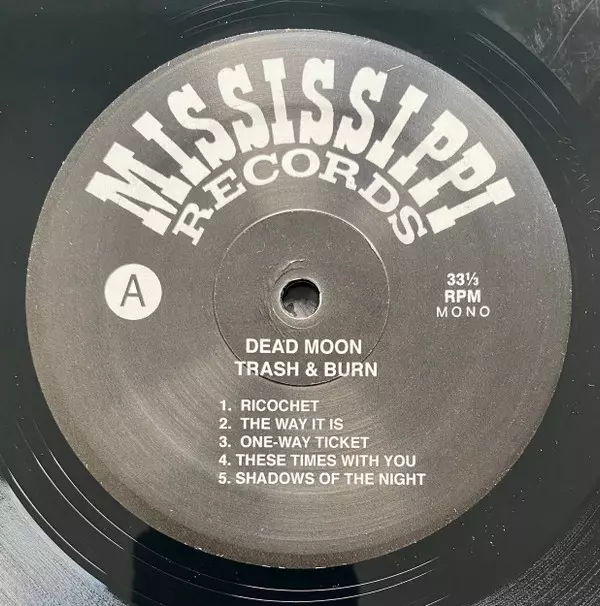 MISSISSIPPI
RECORDS
A
33⅓
RPM
MONO
DEAD MOON
TRASH & BURN
1. RICOCHET
2. THE WAY IT IS
3. ONE-WAY TICKET
4. THESE TIMES WITH YOU
5. SHADOWS OF THE NIGHT